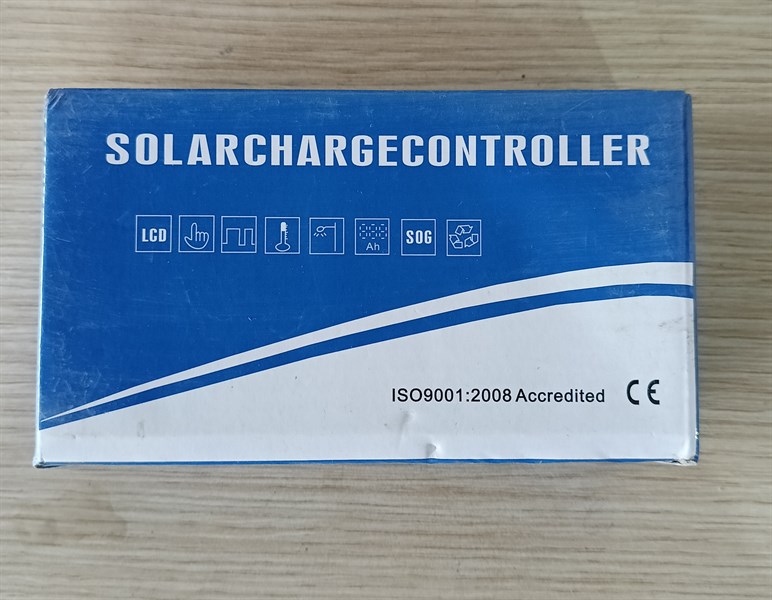 SOLARCHARGECONTROLLER
LCD Ah SOG
ISO9001:2008 Accredited CE